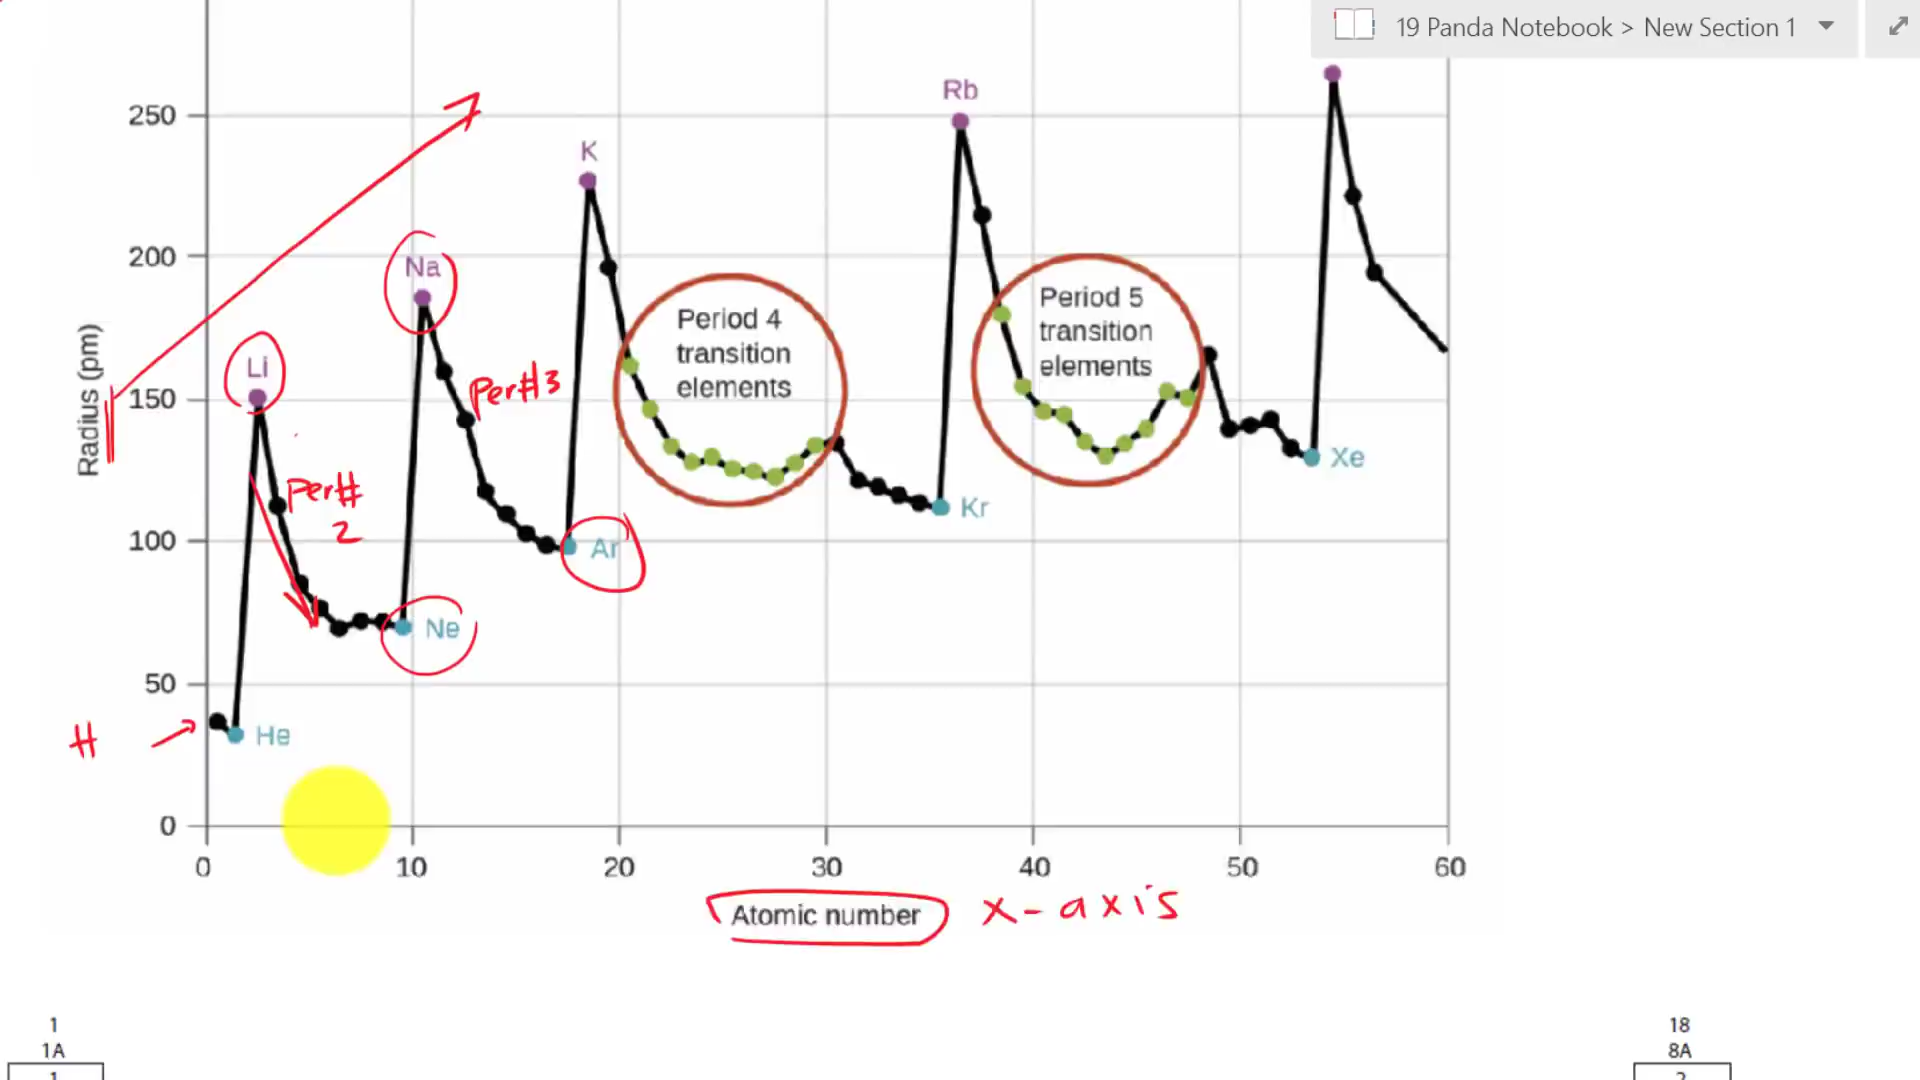 19 Panda Notebook > New Section 1
Rb
250
K
200
Na
Period 4
transition
elements
Period 5
transition
elements
Li
Per#3
150
Radius (pm)
Per#
2
Xe
Kr
100
Ar
Ne
50
H
He
0
0 10 20 30 40 50 60
Atomic number
x-axis
1
1A
1
18
8A
2